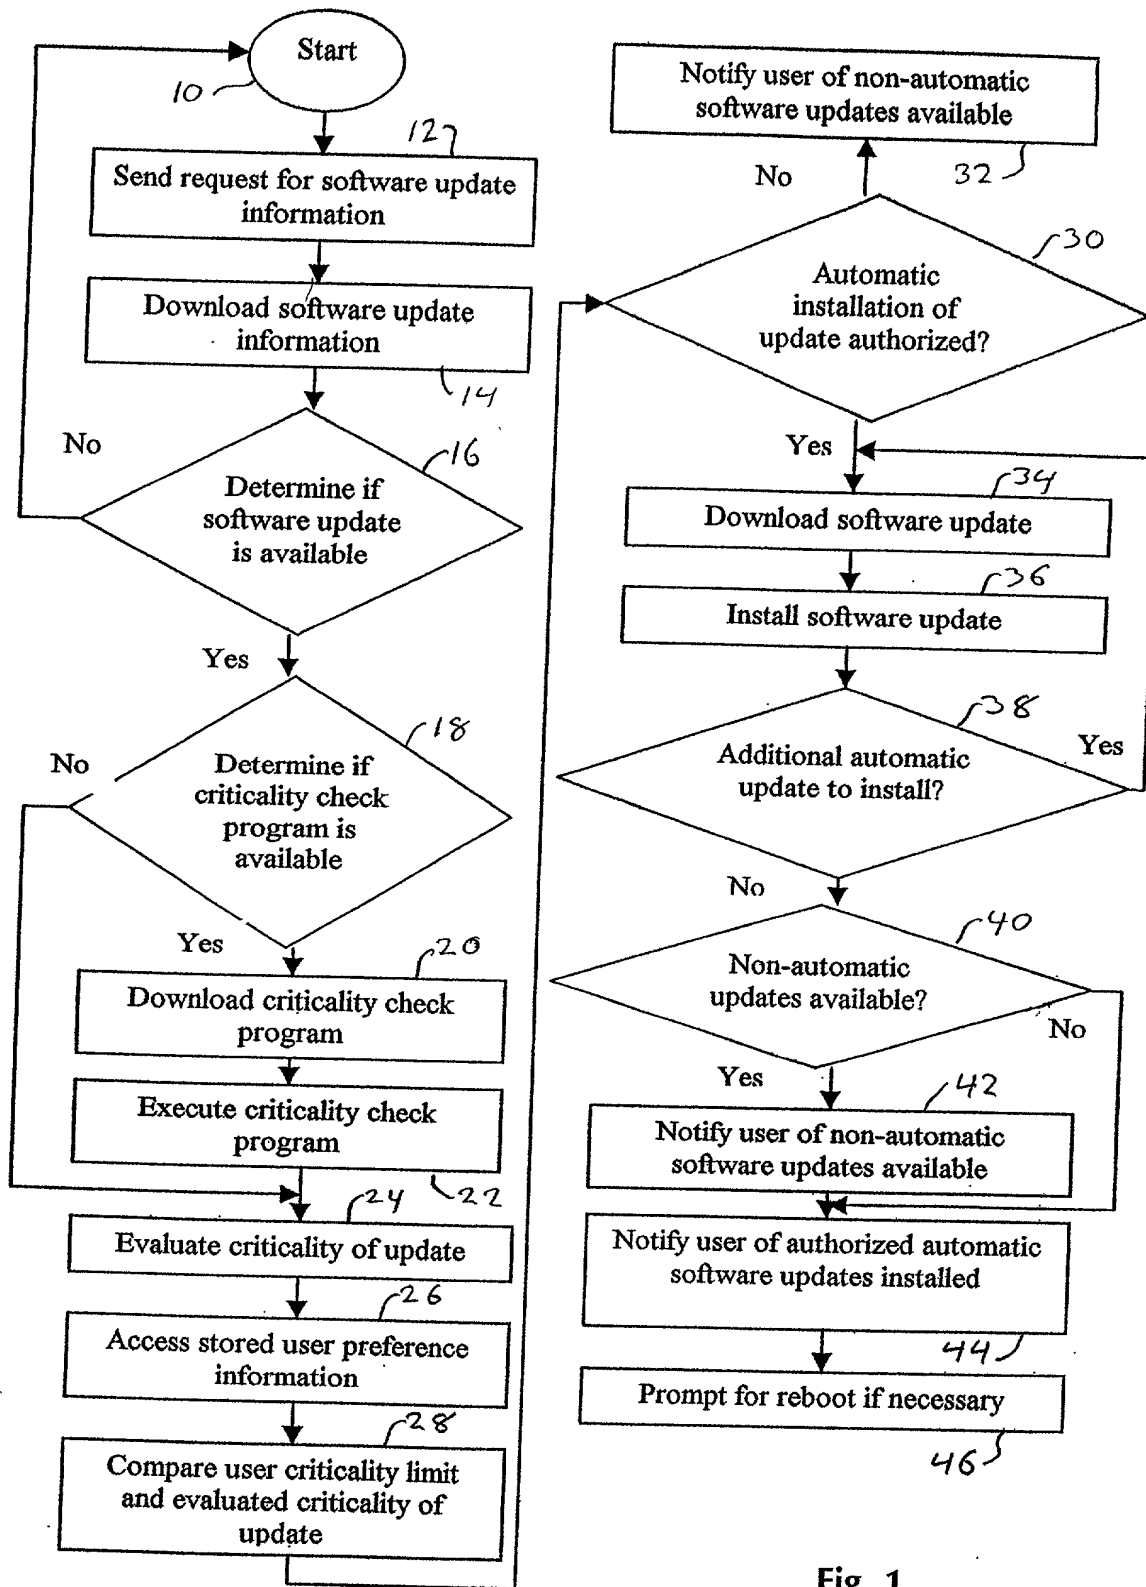 Start
10
12
Send request for software update
information
Download software update
information
14
No
16
Determine if
software update
is available
Yes
18
No
Determine if
criticality check
program is
available
Yes
20
Download criticality check
program
Execute criticality check
program
22
24
Evaluate criticality of update
26
Access stored user preference
information
28
Compare user criticality limit
and evaluated criticality of
update
Notify user of non-automatic
software updates available
32
No
30
Automatic
installation of
update authorized?
Yes
34
Download software update
36
Install software update
38
Yes
Additional automatic
update to install?
No
40
Non-automatic
updates available?
No
Yes
42
Notify user of non-automatic
software updates available
Notify user of authorized automatic
software updates installed
44
Prompt for reboot if necessary
46
Fig. 1